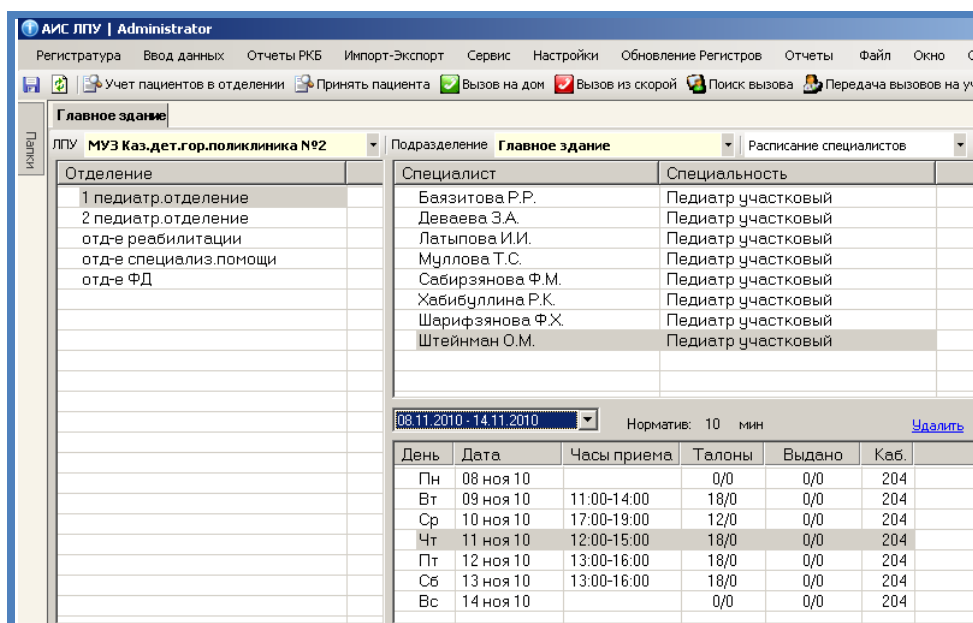 АИС ЛПУ | Administrator
Регистратура Ввод данных Отчеты РКБ Импорт-Экспорт Сервис Настройки Обновление Регистров Отчеты Файл Окно
Учет пациентов в отделении Принять пациента Вызов на дом Вызов из скорой Поиск вызова Передача вызовов на
Папки
Главное здание
ЛПУ МУЗ Каз.дет.гор.поликлиника №2 Подразделение Главное здание Расписание специалистов
Отделение Специалист Специальность
1 педиатр.отделение Баязитова Р.Р. Педиатр участковый
2 педиатр.отделение Деваева З.А. Педиатр участковый
отд-е реабилитации Латыпова И.И. Педиатр участковый
отд-е специализ.помощи Муллова Т.С. Педиатр участковый
отд-е ФД Сабирзянова Ф.М. Педиатр участковый
Хабибуллина Р.К. Педиатр участковый
Шарифзянова Ф.Х. Педиатр участковый
Штейнман О.М. Педиатр участковый
08.11.2010 - 14.11.2010 Норматив: 10 мин Удалить
День Дата Часы приема Талоны Выдано Каб.
Пн 08 ноя 10 0/0 0/0 204
Вт 09 ноя 10 11:00-14:00 18/0 0/0 204
Ср 10 ноя 10 17:00-19:00 12/0 0/0 204
Чт 11 ноя 10 12:00-15:00 18/0 0/0 204
Пт 12 ноя 10 13:00-16:00 18/0 0/0 204
Сб 13 ноя 10 13:00-16:00 18/0 0/0 204
Вс 14 ноя 10 0/0 0/0 204